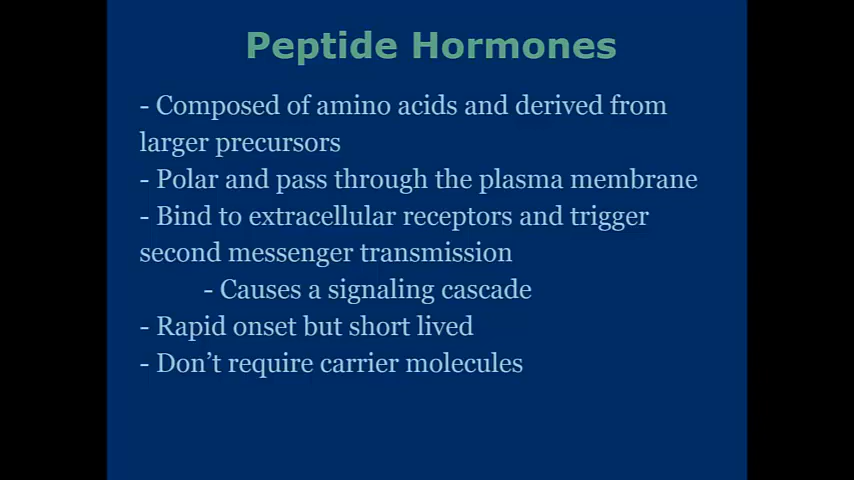 Peptide Hormones
- Composed of amino acids and derived from
larger precursors
- Polar and pass through the plasma membrane
- Bind to extracellular receptors and trigger
second messenger transmission
- Causes a signaling cascade
- Rapid onset but short lived
- Don’t require carrier molecules